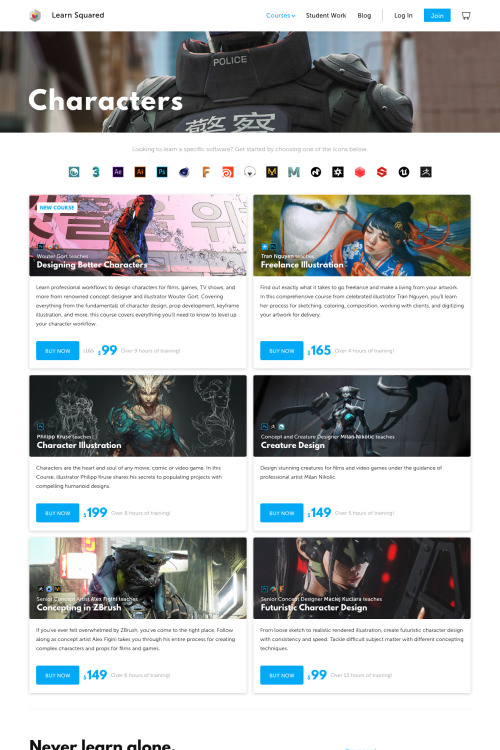 Learn Squared
Courses
Student Work
Blog
Log In
Join
POLICE
警察
Characters
Looking to learn a specific software? Get started by choosing one of the icons below.
3
Ae
Ai
Ps
NEW COURSE
Wouter Gort teaches
Designing Better Characters
Learn professional workflows to design characters for films, games, TV shows, and
more from renowned concept designer and illustrator Wouter Gort. Covering
everything from the fundamentals of character design, prop development, keyframe
illustration, and more, this course covers everything you'll need to know to level up
your character workflow.
BUY NOW
$165
$99
Over 9 hours of training!
Tran Nguyen teaches
Freelance Illustration
Find out exactly what it takes to go freelance and make a living from your artwork.
In this comprehensive course from celebrated illustrator Tran Nguyen, you'll learn
her process for sketching, coloring, composition, working with clients, and digitizing
your artwork for delivery.
BUY NOW
$165
Over 4 hours of training!
Philipp Kruse teaches
Character Illustration
Characters are the heart and soul of any movie, comic or video game. In this
Course, illustrator Philipp Kruse shares his secrets to populating projects with
compelling humanoid designs.
BUY NOW
$199
Over 8 hours of training!
Concept and Creature Designer Milan Nikolic teaches
Creature Design
Design stunning creatures for films and video games under the guidance of
professional artist Milan Nikolic
BUY NOW
$149
Over 5 hours of training!
Senior Concept Artist Alex Figini teaches
Concepting in ZBrush
If you've ever felt overwhelmed by ZBrush, you've come to the right place. Follow
along as concept artist Alex Figini takes you through his entire process for creating
complex characters and props for films and games.
BUY NOW
$149
Over 6 hours of training!
Senior Concept Designer Maciej Kuciara teaches
Futuristic Character Design
From loose sketch to realistic rendered illustration, create futuristic character design
with consistency and speed. Tackle difficult subject matter with different concepting
techniques.
BUY NOW
$99
Over 13 hours of training!
Never learn alone.